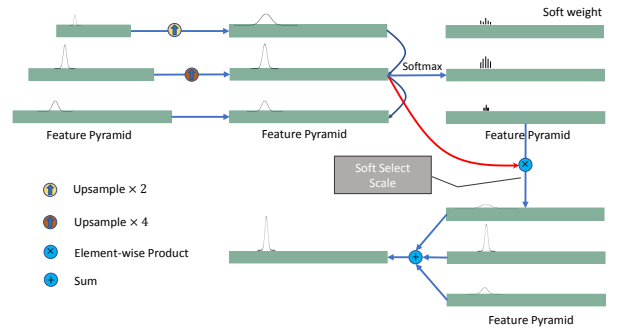 Soft weight
Softmax
Feature Pyramid
Feature Pyramid
Feature Pyramid
Soft Select
Scale
Upsample × 2
Upsample × 4
Element-wise Product
Sum
Feature Pyramid